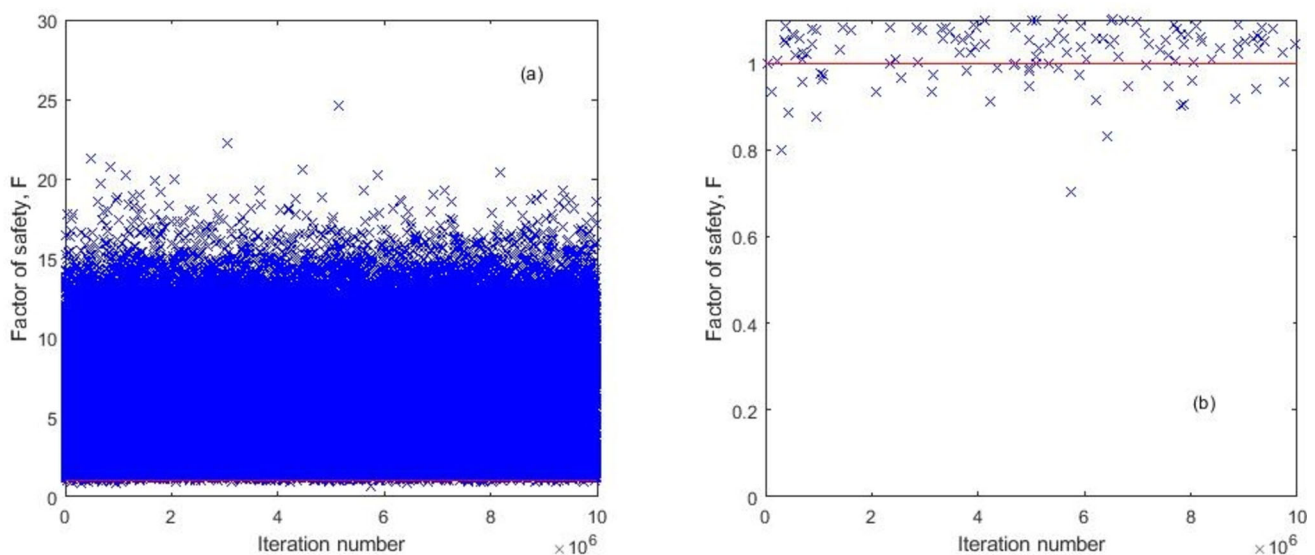 30
25
20
15
10
5
0
Factor of safety, F
(a)
0 2 4 6 8 10
Iteration number
× 10^6
1
0.8
0.6
0.4
0.2
0
Factor of safety, F
(b)
0 2 4 6 8 10
Iteration number
× 10^6